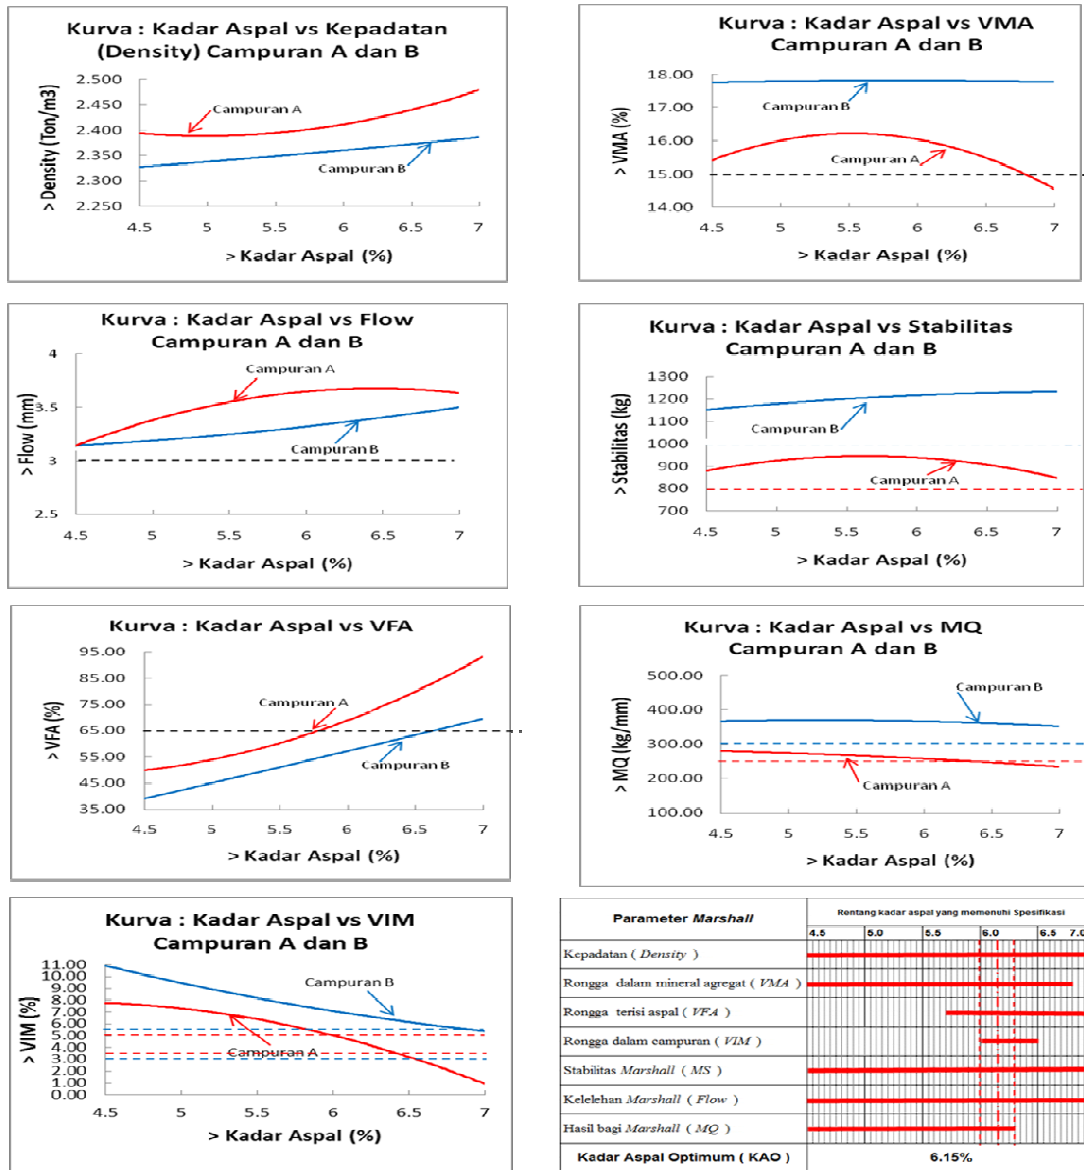 Kurva : Kadar Aspal vs Kepadatan
(Density) Campuran A dan B
> Density (Ton/m3)
2.500
2.450
2.400
2.350
2.300
2.250
Campuran A
Campuran B
4.5 5 5.5 6 6.5 7
> Kadar Aspal (%)
Kurva : Kadar Aspal vs VMA
Campuran A dan B
> VMA (%)
18.00
17.00
16.00
15.00
14.00
Campuran B
Campuran A
4.5 5 5.5 6 6.5 7
> Kadar Aspal (%)
Kurva : Kadar Aspal vs Flow
Campuran A dan B
> Flow (mm)
4
3.5
3
2.5
Campuran A
Campuran B
4.5 5 5.5 6 6.5 7
> Kadar Aspal (%)
Kurva : Kadar Aspal vs Stabilitas
Campuran A dan B
> Stabilitas (kg)
1300
1200
1100
1000
900
800
700
Campuran B
Campuran A
4.5 5 5.5 6 6.5 7
> Kadar Aspal (%)
Kurva : Kadar Aspal vs VFA
> VFA (%)
95.00
85.00
75.00
65.00
55.00
45.00
35.00
Campuran A
Campuran B
4.5 5 5.5 6 6.5 7
> Kadar Aspal (%)
Kurva : Kadar Aspal vs MQ
Campuran A dan B
> MQ (kg/mm)
500.00
400.00
300.00
200.00
100.00
Campuran B
Campuran A
4.5 5 5.5 6 6.5 7
> Kadar Aspal (%)
Kurva : Kadar Aspal vs VIM
Campuran A dan B
> VIM [%]
11.00
10.00
9.00
8.00
7.00
6.00
5.00
4.00
3.00
2.00
1.00
0.00
Campuran B
Campuran A
4.5 5 5.5 6 6.5 7
> Kadar Aspal (%)
Parameter Marshall
Rentang kadar aspal yang memenuhi Spesifikasi
4.5 5.0 5.5 6.0 6.5 7.0
Kepadatan ( Density )
Rongga dalam mineral agregat ( VMA )
Rongga terisi aspal ( VFA )
Rongga dalam campuran ( VIM )
Stabilitas Marshall ( MS )
Kelelehan Marshall ( Flow )
Hasil bagi Marshall ( MQ )
Kadar Aspal Optimum ( KAO )
6.15%